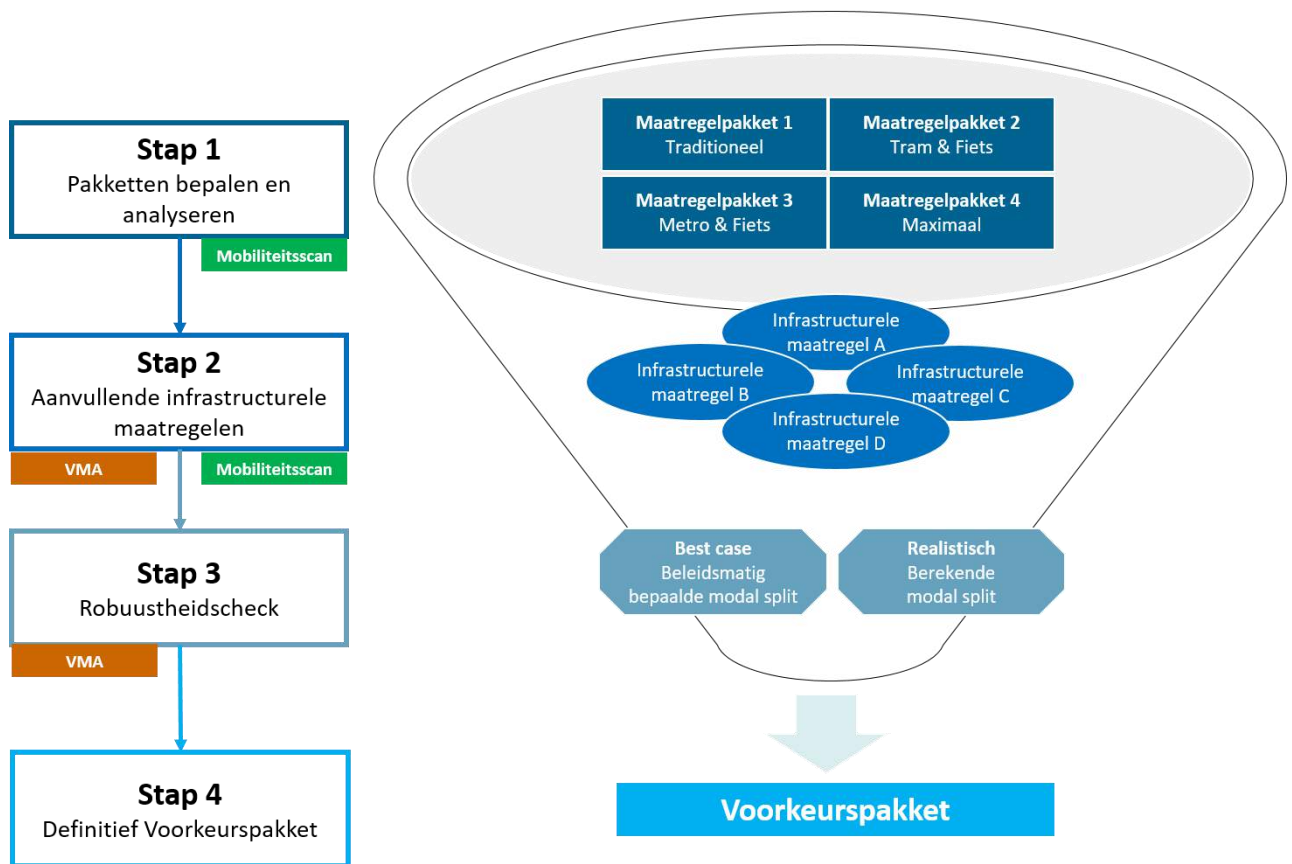 Stap 1
Pakketten bepalen en
analyseren
Mobiliteitsscan
Stap 2
Aanvullende infrastructurele
maatregelen
VMA
Mobiliteitsscan
Stap 3
Robuustheidscheck
VMA
Stap 4
Definitief Voorkeurspakket
Maatregelpakket 1
Traditioneel
Maatregelpakket 2
Tram & Fiets
Maatregelpakket 3
Metro & Fiets
Maatregelpakket 4
Maximaal
Infrastructurele
maatregel A
Infrastructurele
maatregel B
Infrastructurele
maatregel C
Infrastructurele
maatregel D
Best case
Beleidsmatig
bepaalde modal split
Realistisch
Berekende
modal split
Voorkeurspakket